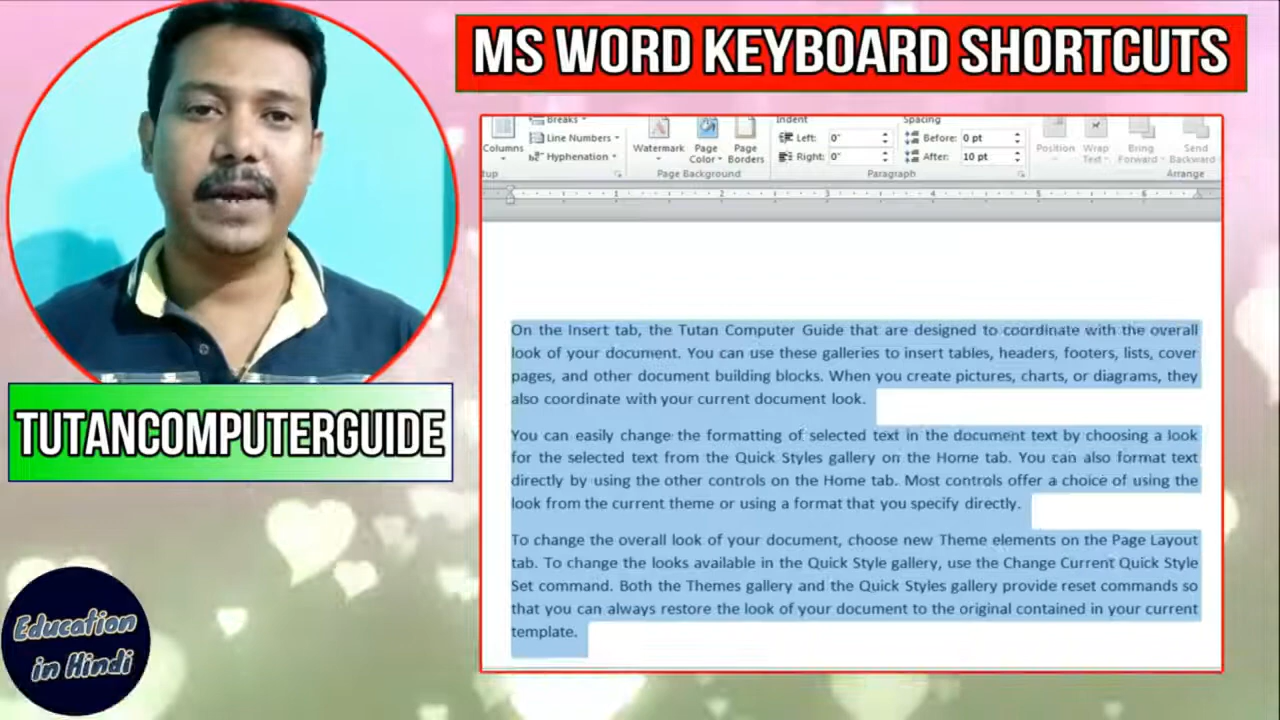 MS WORD KEYBOARD SHORTCUTS
Breaks
Columns
Line Numbers
Hyphenation
tup
Watermark
Page Color
Page Borders
Page Background
Indent
Left: 0"
Right: 0"
Spacing
Before: 0 pt
After: 10 pt
Paragraph
Position
Wrap Text
Bring Forward
Send Backward
Arrange
1 2 3 4 5 6
On the Insert tab, the Tutan Computer Guide that are designed to coordinate with the overall
look of your document. You can use these galleries to insert tables, headers, footers, lists, cover
pages, and other document building blocks. When you create pictures, charts, or diagrams, they
also coordinate with your current document look.
You can easily change the formatting of selected text in the document text by choosing a look
for the selected text from the Quick Styles gallery on the Home tab. You can also format text
directly by using the other controls on the Home tab. Most controls offer a choice of using the
look from the current theme or using a format that you specify directly.
To change the overall look of your document, choose new Theme elements on the Page Layout
tab. To change the looks available in the Quick Style gallery, use the Change Current Quick Style
Set command. Both the Themes gallery and the Quick Styles gallery provide reset commands so
that you can always restore the look of your document to the original contained in your current
template.
TUTANCOMPUTERGUIDE
Education
in Hindi